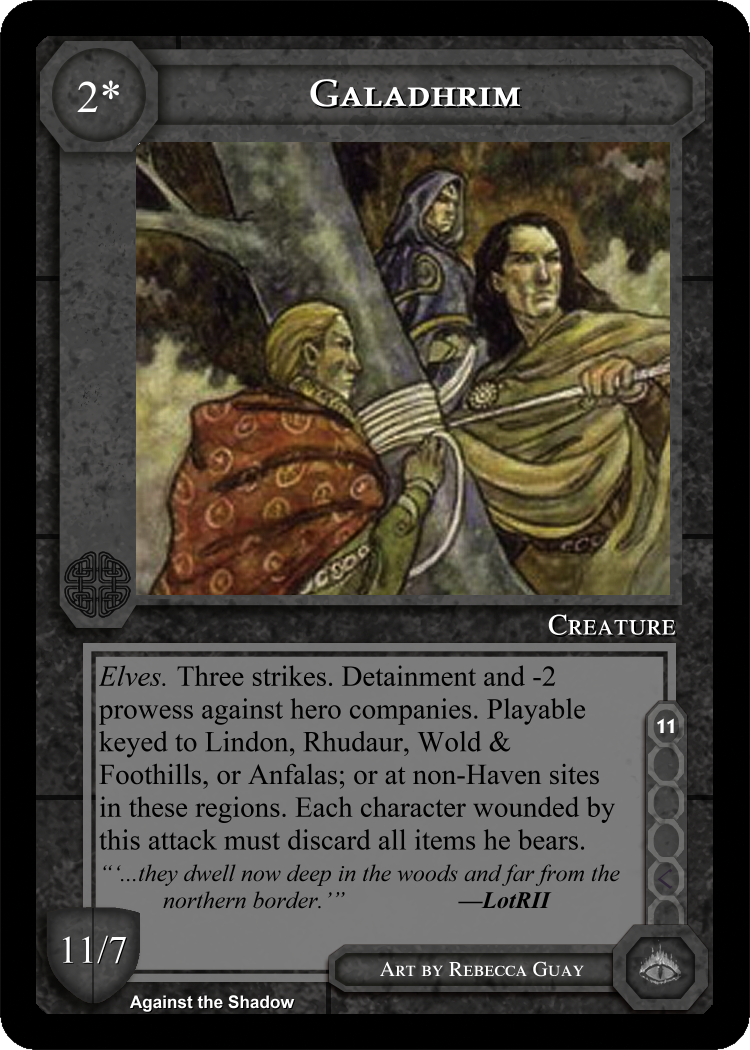 2*
GALADHRIM
CREATURE
Elves. Three strikes. Detainment and -2
prowess against hero companies. Playable
keyed to Lindon, Rhudaur, Wold &
Foothills, or Anfalas; or at non-Haven sites
in these regions. Each character wounded by
this attack must discard all items he bears.
“‘...they dwell now deep in the woods and far from the
northern border.’” —LotRII
11
11/7
ART BY REBECCA GUAY
Against the Shadow